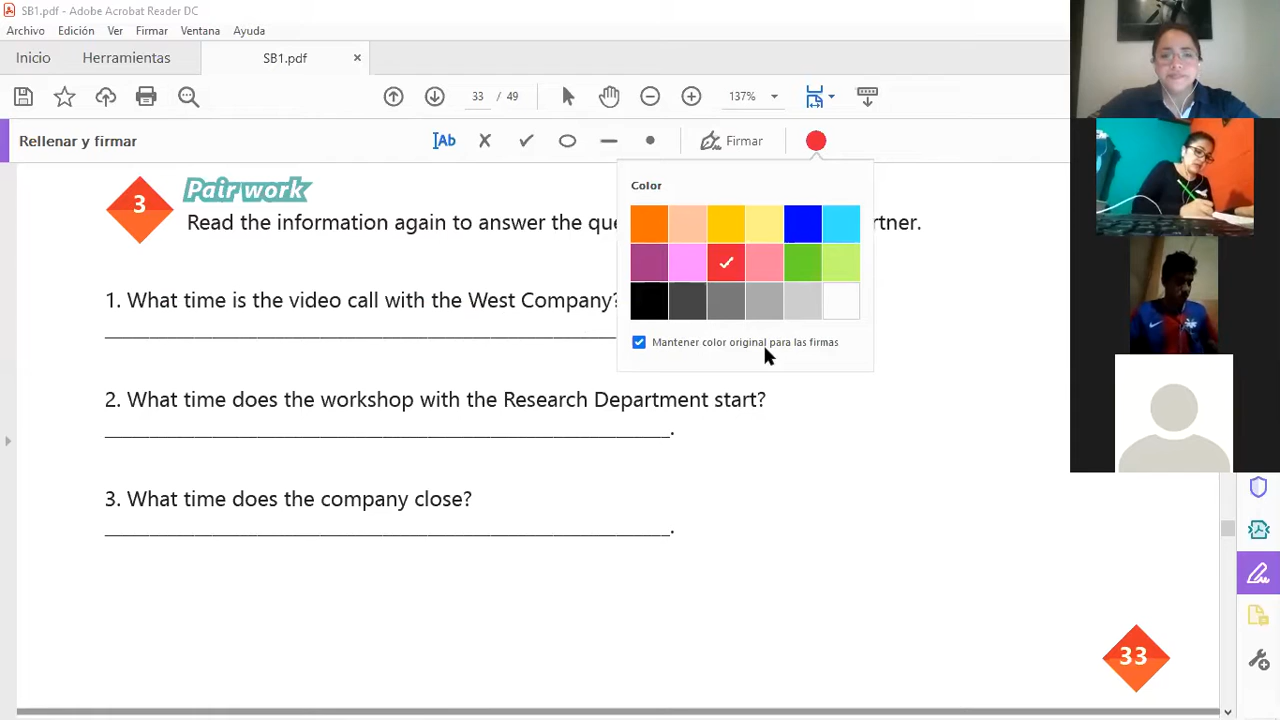 SB1.pdf - Adobe Acrobat Reader DC
Archivo Edición Ver Firmar Ventana Ayuda
Inicio Herramientas SB1.pdf ×
33 / 49 137%
Rellenar y firmar Ab Firmar
Color
Mantener color original para las firmas
3 Pair work
Read the information again to answer the que rtner.
1. What time is the video call with the West Company?
2. What time does the workshop with the Research Department start?
.
3. What time does the company close?
.
33